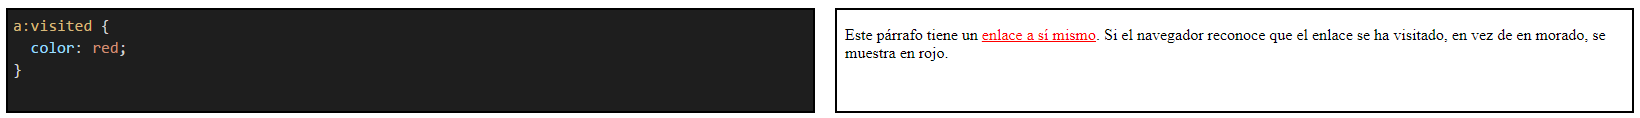 a:visited {
  color: red;
}
Este párrafo tiene un enlace a sí mismo. Si el navegador reconoce que el enlace se ha visitado, en vez de en morado, se
muestra en rojo.